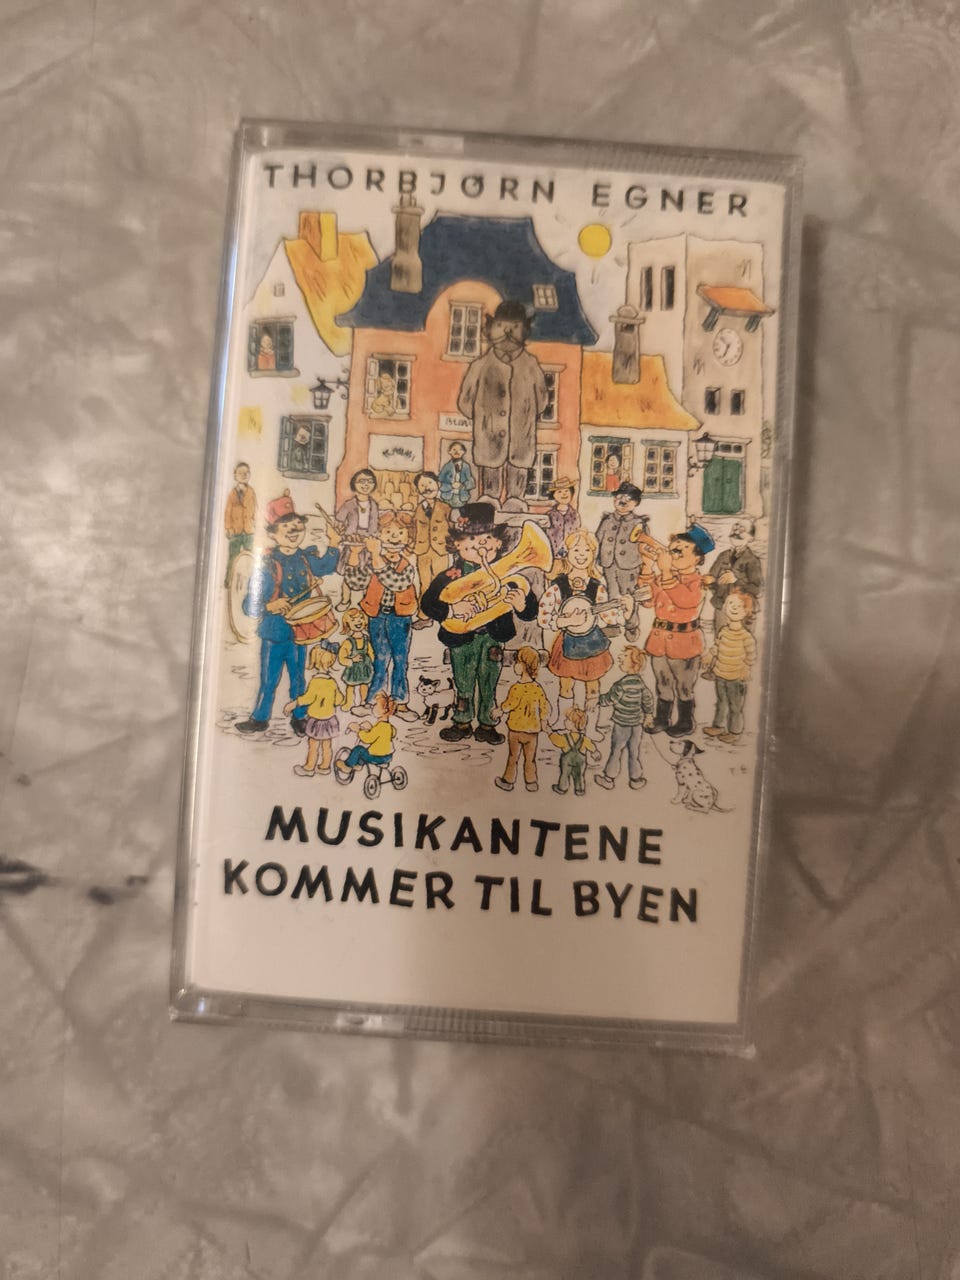 THORBJØRN EGNER
MUSIKANTENE
KOMMER TIL BYEN